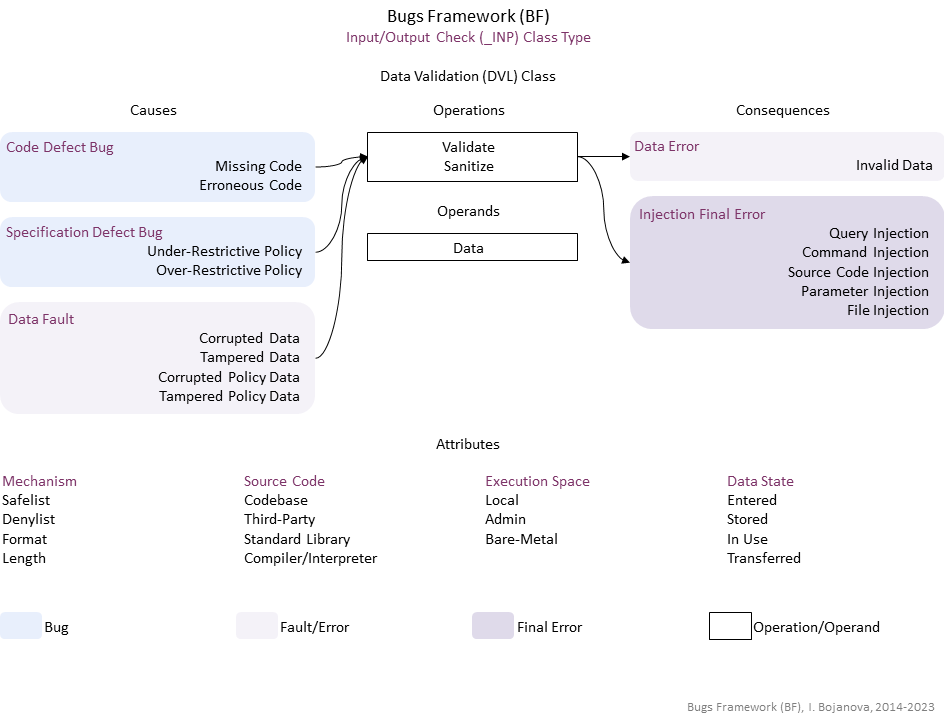 Bugs Framework (BF)
Input/Output Check (_INP) Class Type
Data Validation (DVL) Class
Causes
Operations
Consequences
Code Defect Bug
Missing Code
Erroneous Code
Specification Defect Bug
Under-Restrictive Policy
Over-Restrictive Policy
Data Fault
Corrupted Data
Tampered Data
Corrupted Policy Data
Tampered Policy Data
Validate
Sanitize
Operands
Data
Data Error
Invalid Data
Injection Final Error
Query Injection
Command Injection
Source Code Injection
Parameter Injection
File Injection
Attributes
Mechanism
Safelist
Denylist
Format
Length
Source Code
Codebase
Third-Party
Standard Library
Compiler/Interpreter
Execution Space
Local
Admin
Bare-Metal
Data State
Entered
Stored
In Use
Transferred
Bug
Fault/Error
Final Error
Operation/Operand
Bugs Framework (BF), I. Bojanova, 2014-2023